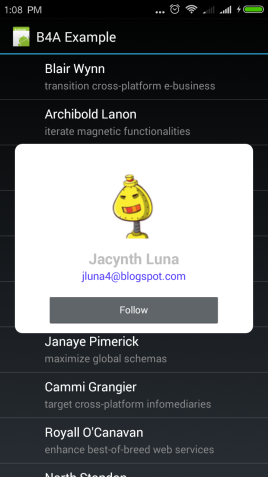 1:08 PM
B4A Example
Blair Wynn
transition cross-platform e-business
Archibold Lanon
iterate magnetic functionalities
Jacynth Luna
jluna4@blogspot.com
Follow
Janaye Pimerick
maximize global schemas
Cammi Grangier
target cross-platform infomediaries
Royall O'Canavan
enhance best-of-breed web services
North Standen